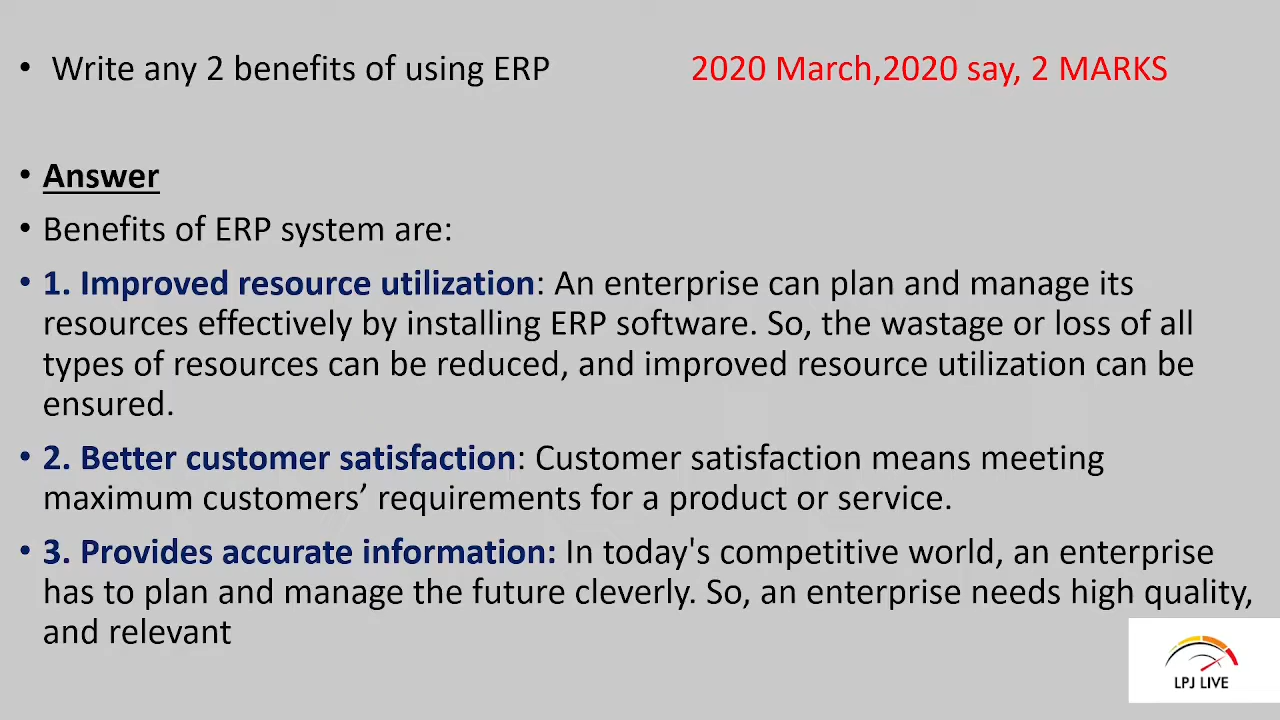 • Write any 2 benefits of using ERP 2020 March,2020 say, 2 MARKS
• Answer
• Benefits of ERP system are:
• 1. Improved resource utilization: An enterprise can plan and manage its
resources effectively by installing ERP software. So, the wastage or loss of all
types of resources can be reduced, and improved resource utilization can be
ensured.
• 2. Better customer satisfaction: Customer satisfaction means meeting
maximum customers’ requirements for a product or service.
• 3. Provides accurate information: In today's competitive world, an enterprise
has to plan and manage the future cleverly. So, an enterprise needs high quality,
and relevant
LPJ LIVE